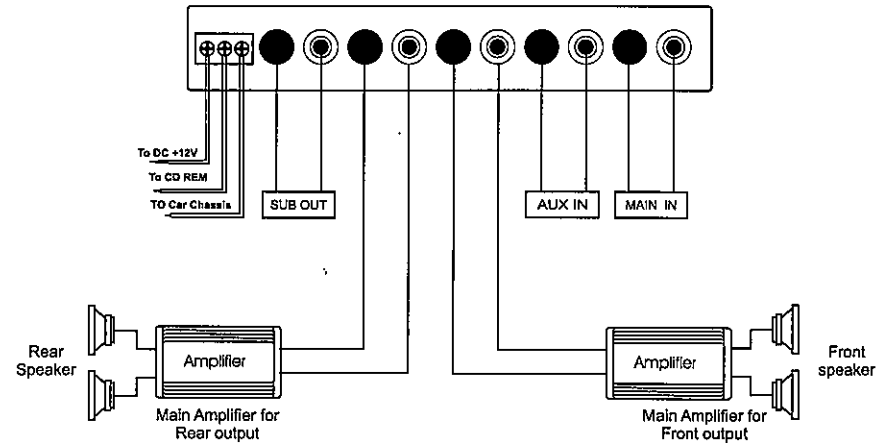 To DC +12V
To CD REM
TO Car Chassis
SUB OUT
AUX IN
MAIN IN
Rear
Speaker
Amplifier
Main Amplifier for
Rear output
Amplifier
Main Amplifier for
Front output
Front
speaker